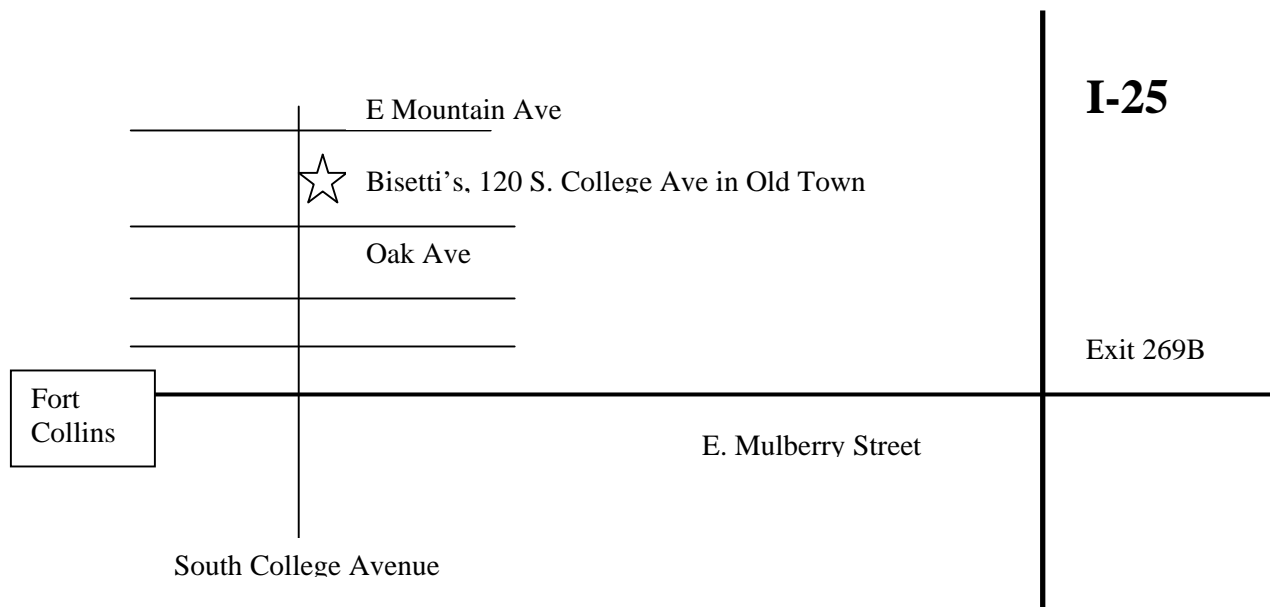 I-25
E Mountain Ave
Bisetti's, 120 S. College Ave in Old Town
Oak Ave
Exit 269B
Fort
Collins
E. Mulberry Street
South College Avenue